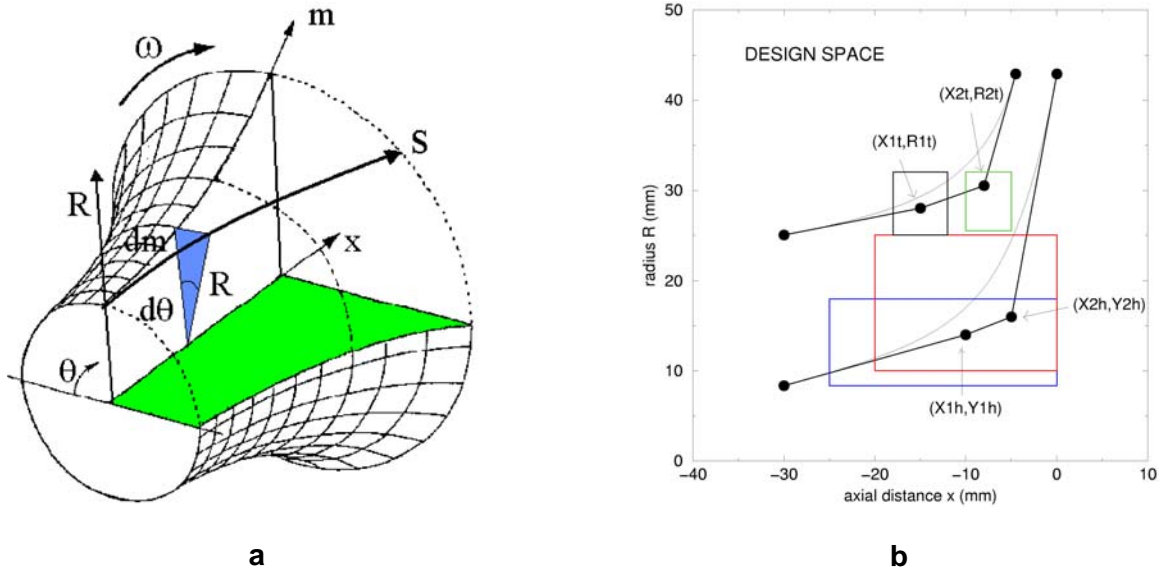 m
ω
S
R
dm
x
R
dθ
θ
a
DESIGN SPACE
(X2t,R2t)
(X1t,R1t)
(X2h,Y2h)
(X1h,Y1h)
50
40
30
20
10
0
radius R (mm)
−40 −30 −20 −10 0 10
axial distance x (mm)
b